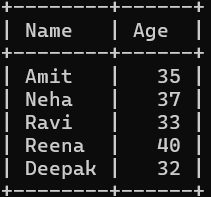 +--------+------+
| Name   | Age  |
+--------+------+
| Amit   |   35 |
| Neha   |   37 |
| Ravi   |   33 |
| Reena  |   40 |
| Deepak |   32 |
+--------+------+